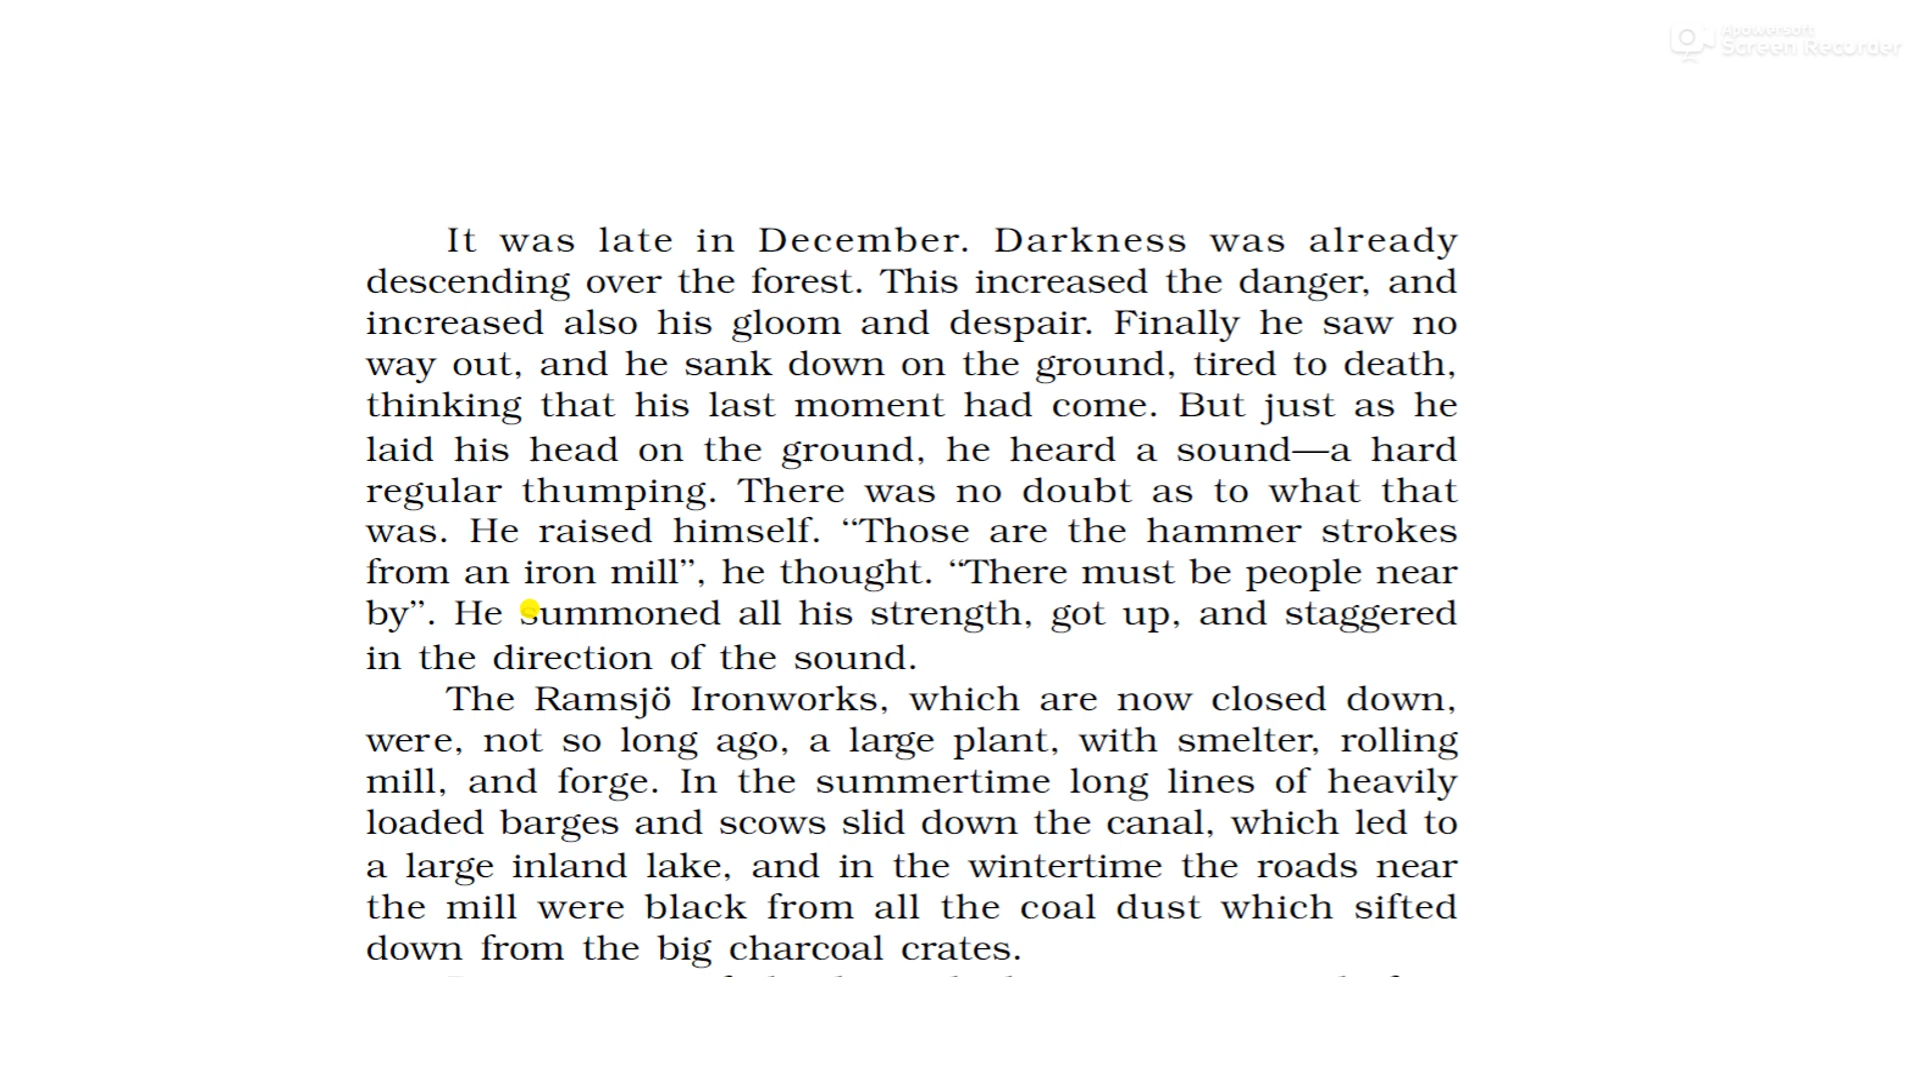 Apowersoft
Screen Recorder
It was late in December. Darkness was already
descending over the forest. This increased the danger, and
increased also his gloom and despair. Finally he saw no
way out, and he sank down on the ground, tired to death,
thinking that his last moment had come. But just as he
laid his head on the ground, he heard a sound—a hard
regular thumping. There was no doubt as to what that
was. He raised himself. “Those are the hammer strokes
from an iron mill”, he thought. “There must be people near
by”. He summoned all his strength, got up, and staggered
in the direction of the sound.
The Ramsjö Ironworks, which are now closed down,
were, not so long ago, a large plant, with smelter, rolling
mill, and forge. In the summertime long lines of heavily
loaded barges and scows slid down the canal, which led to
a large inland lake, and in the wintertime the roads near
the mill were black from all the coal dust which sifted
down from the big charcoal crates.